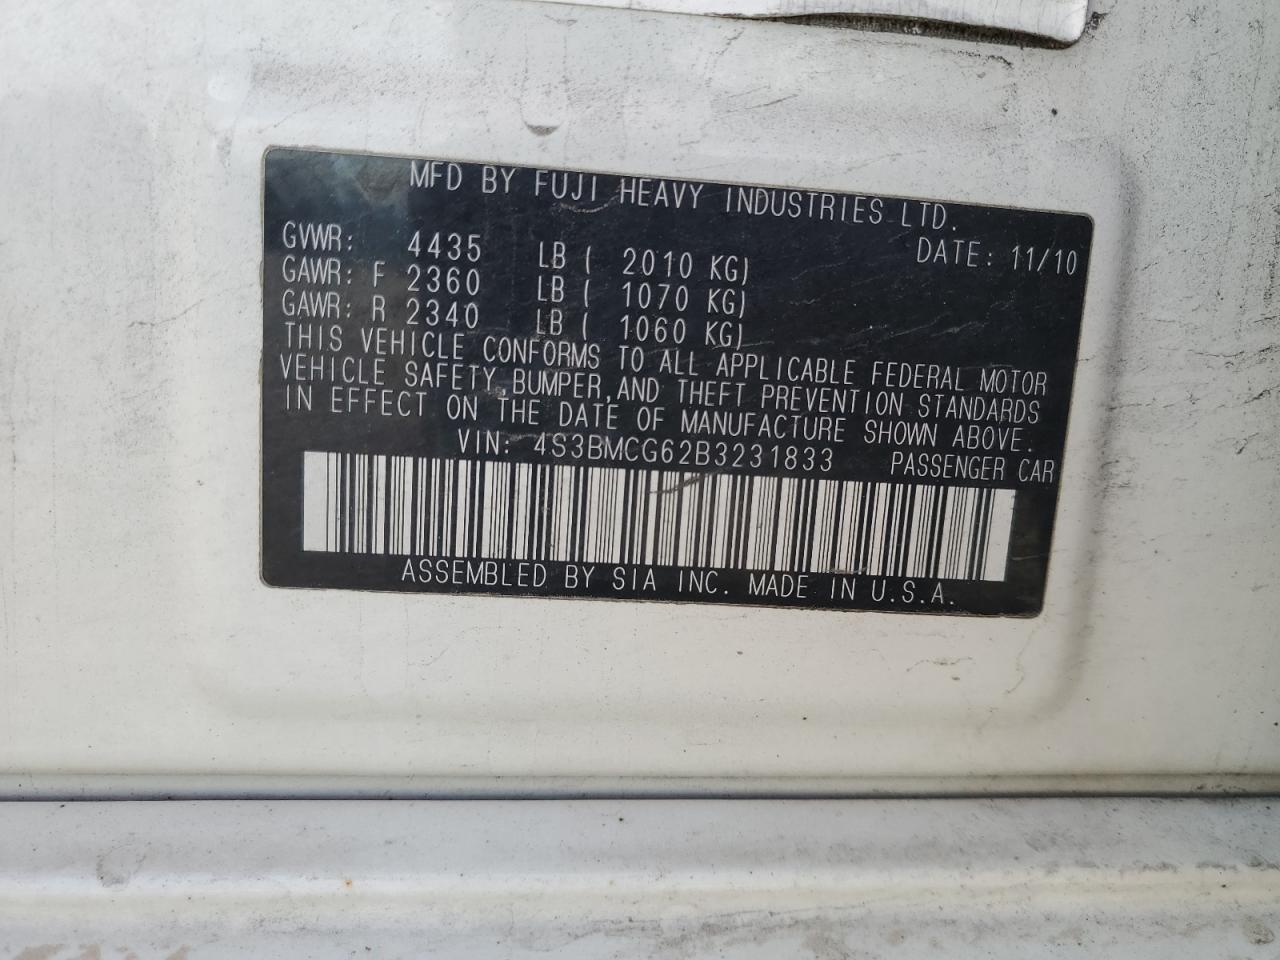 MFD BY FUJI HEAVY INDUSTRIES LTD.
GVWR: 4435 LB ( 2010 KG) DATE: 11/10
GAWR: F 2360 LB ( 1070 KG)
GAWR: R 2340 LB ( 1060 KG)
THIS VEHICLE CONFORMS TO ALL APPLICABLE FEDERAL MOTOR
VEHICLE SAFETY,BUMPER,AND THEFT PREVENTION STANDARDS
IN EFFECT ON THE DATE OF MANUFACTURE SHOWN ABOVE.
VIN: 4S3BMCG62B3231833 PASSENGER CAR
ASSEMBLED BY SIA INC. MADE IN U.S.A.